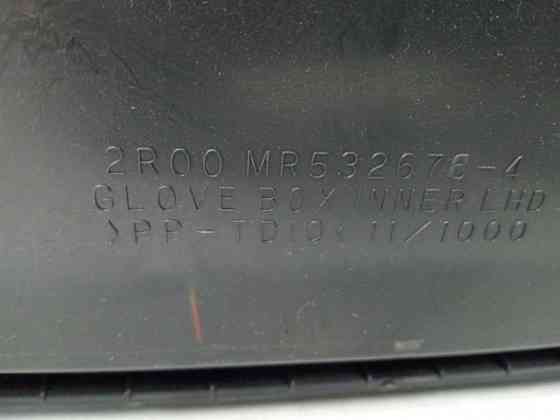 2R00 MR532678-4
GLOVE BOX INNER LHD
>PP-TD10< 11/1000